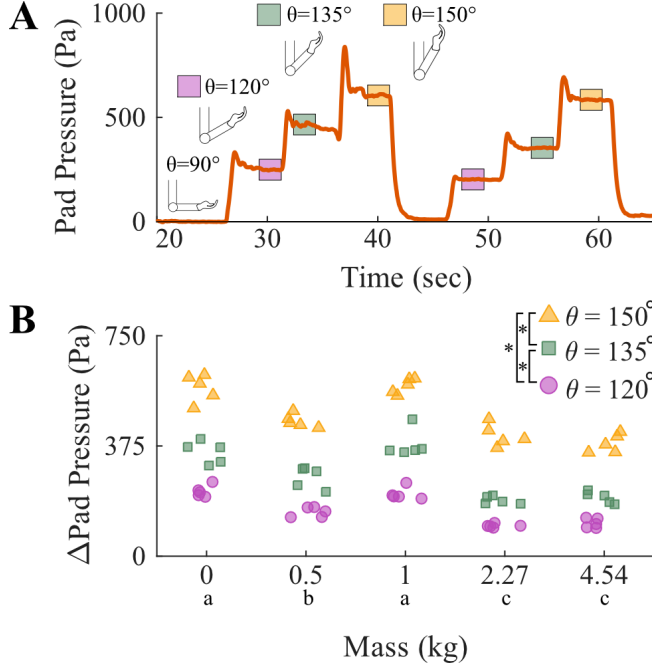 A
θ=135°
θ=150°
1000
θ=120°
500
θ=90°
0
Pad Pressure (Pa)
20 30 40 50 60
Time (sec)
B
750
θ = 150°
*
θ = 135°
* *
θ = 120°
375
0
ΔPad Pressure (Pa)
0 0.5 1 2.27 4.54
a b a c c
Mass (kg)